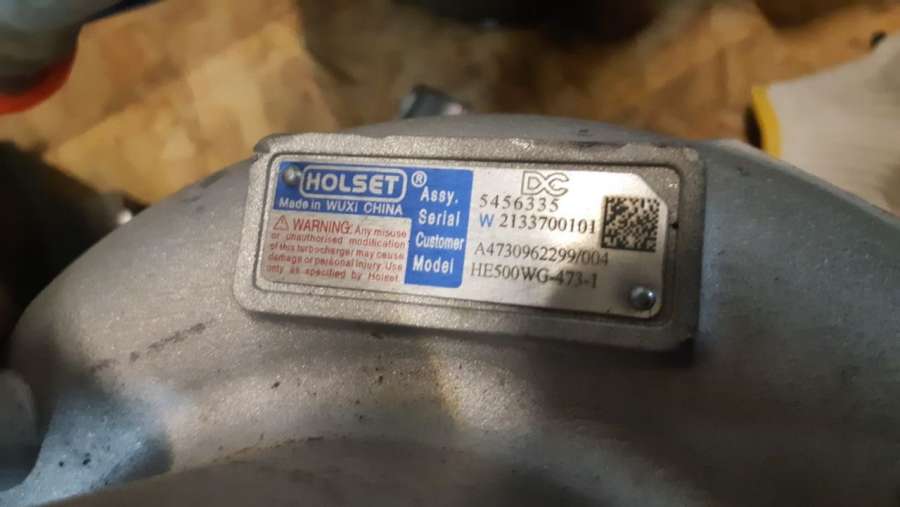 HOLSET ®
Made in WUXI CHINA
WARNING: Any misuse
or unauthorised modification
of this turbocharger may cause
damage or personal injury. Use
only as specified by Holset.
DC
Assy. 5456335
Serial W 2133700101
Customer A4730962299/004
Model HE500WG-473-1